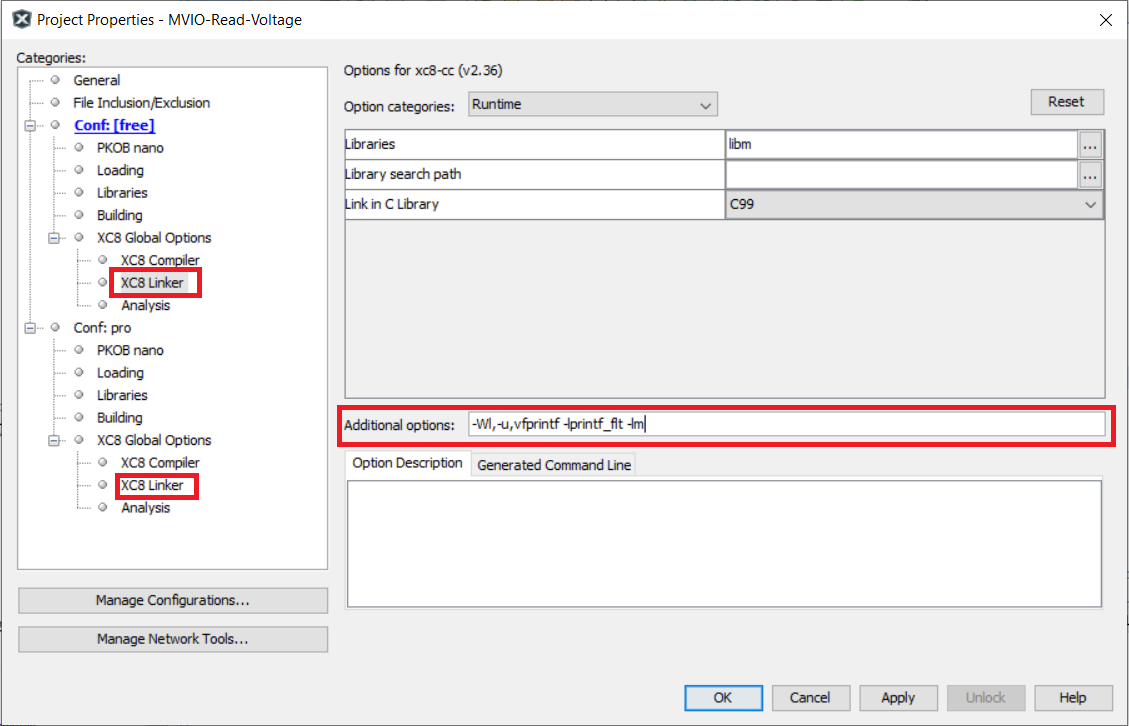 Project Properties - MVIO-Read-Voltage
Categories:
General
File Inclusion/Exclusion
Conf: [free]
PKOB nano
Loading
Libraries
Building
XC8 Global Options
XC8 Compiler
XC8 Linker
Analysis
Conf: pro
PKOB nano
Loading
Libraries
Building
XC8 Global Options
XC8 Compiler
XC8 Linker
Analysis
Manage Configurations...
Manage Network Tools...
Options for xc8-cc (v2.36)
Option categories: Runtime Reset
Libraries libm ...
Library search path ...
Link in C Library C99
Additional options: -Wl,-u,vfprintf -lprintf_flt -lm
Option Description Generated Command Line
OK Cancel Apply Unlock Help